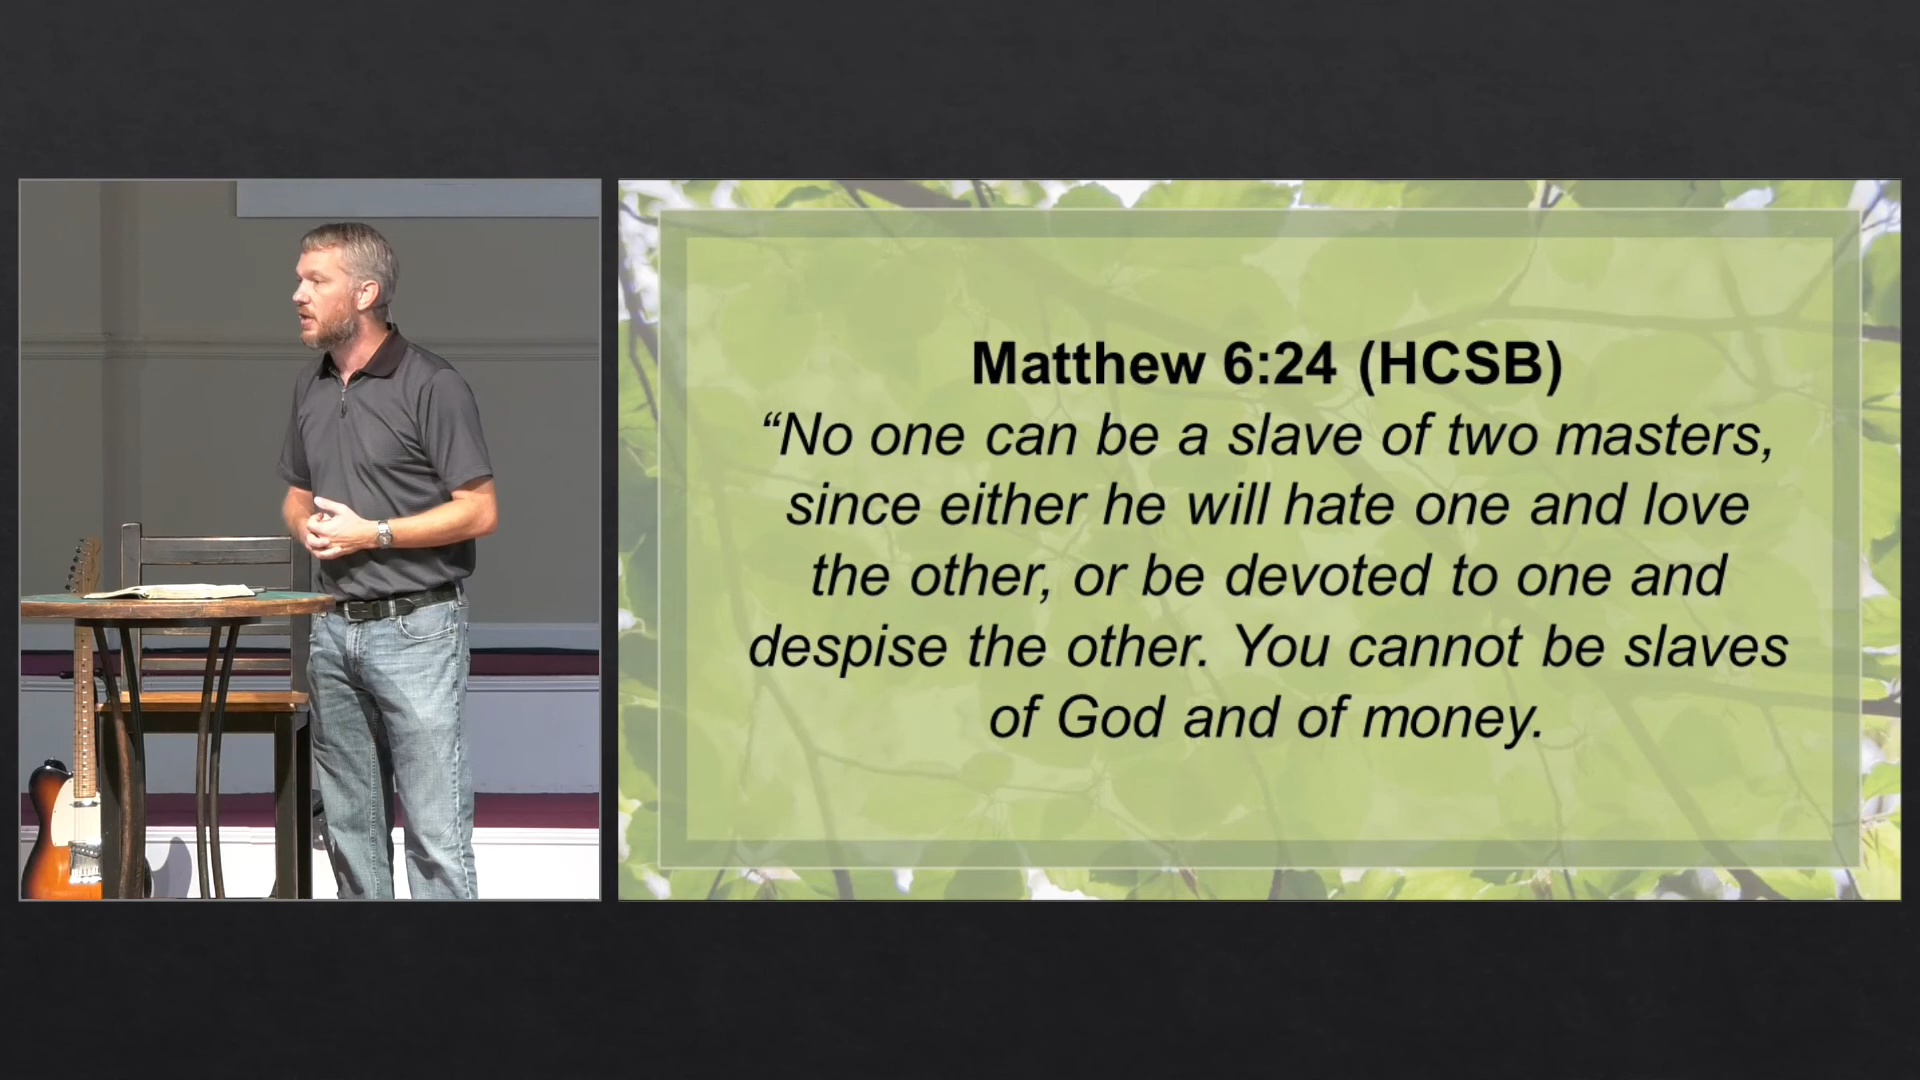 Matthew 6:24 (HCSB)
“No one can be a slave of two masters,
since either he will hate one and love
the other, or be devoted to one and
despise the other. You cannot be slaves
of God and of money.